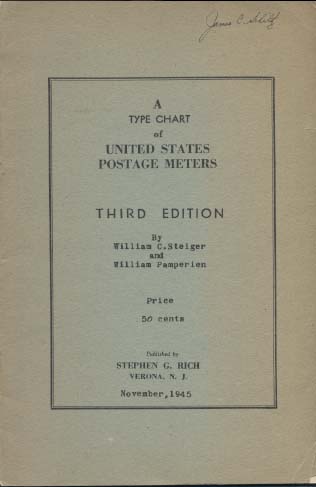 James C.
A
TYPE CHART
of
UNITED STATES
POSTAGE METERS
THIRD EDITION
By
William C.Steiger
and
William Pamperien
Price
50 cents
Published by
STEPHEN G. RICH
VERONA, N. J.
November,1945